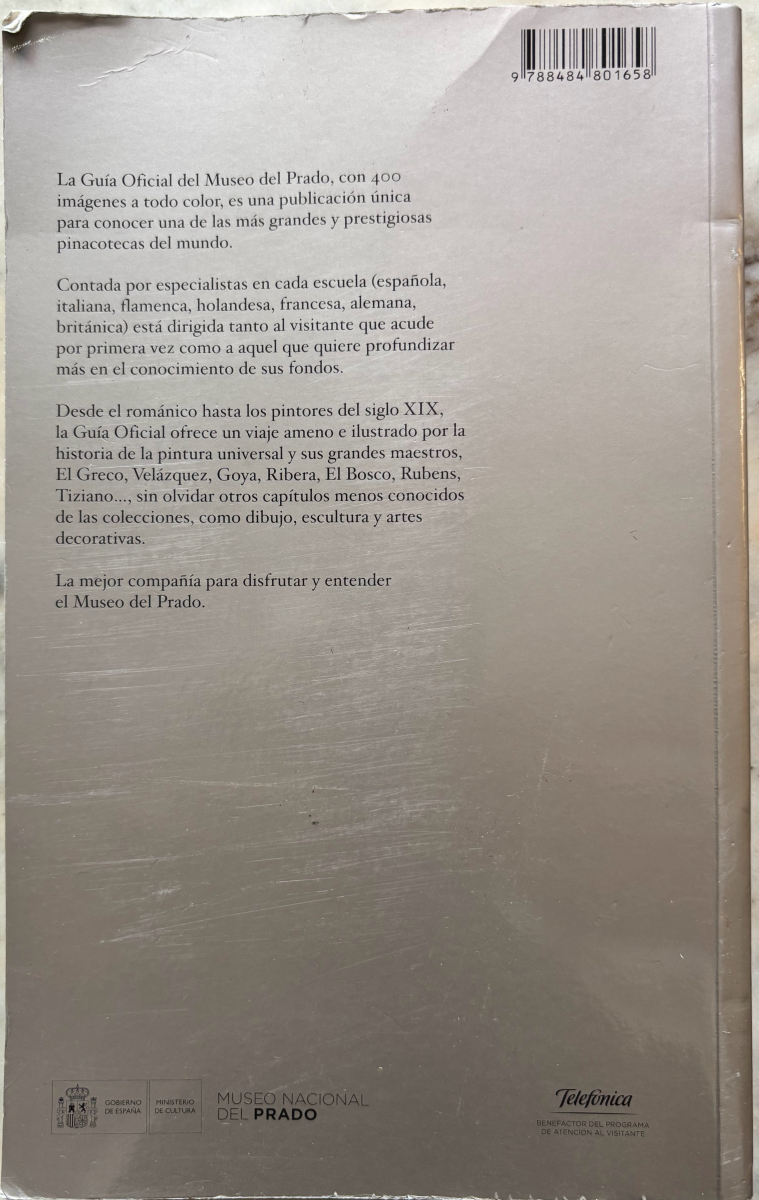 9 788484 801658
La Guía Oficial del Museo del Prado, con 400
imágenes a todo color, es una publicación única
para conocer una de las más grandes y prestigiosas
pinacotecas del mundo.
Contada por especialistas en cada escuela (española,
italiana, flamenca, holandesa, francesa, alemana,
británica) está dirigida tanto al visitante que acude
por primera vez como a aquel que quiere profundizar
más en el conocimiento de sus fondos.
Desde el románico hasta los pintores del siglo XIX,
la Guía Oficial ofrece un viaje ameno e ilustrado por la
historia de la pintura universal y sus grandes maestros,
El Greco, Velázquez, Goya, Ribera, El Bosco, Rubens,
Tiziano..., sin olvidar otros capítulos menos conocidos
de las colecciones, como dibujo, escultura y artes
decorativas.
La mejor compañía para disfrutar y entender
el Museo del Prado.
GOBIERNO
DE ESPAÑA
MINISTERIO
DE CULTURA
MUSEO NACIONAL
DEL PRADO
Telefónica
BENEFACTOR DEL PROGRAMA
DE ATENCIÓN AL VISITANTE